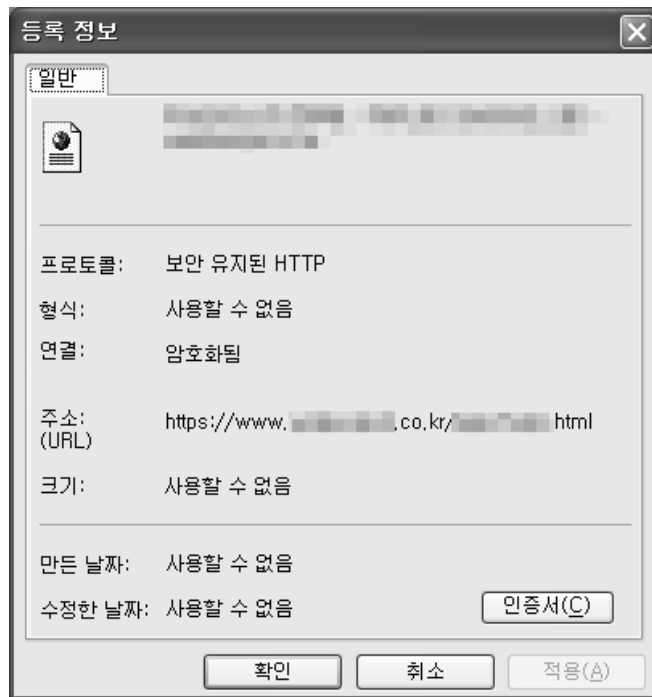 등록 정보
일반
프로토콜: 보안 유지된 HTTP
형식: 사용할 수 없음
연결: 암호화됨
주소: https://www. .co.kr/ html
(URL)
크기: 사용할 수 없음
만든 날짜: 사용할 수 없음
수정한 날짜: 사용할 수 없음
인증서(C)
확인 취소 적용(A)